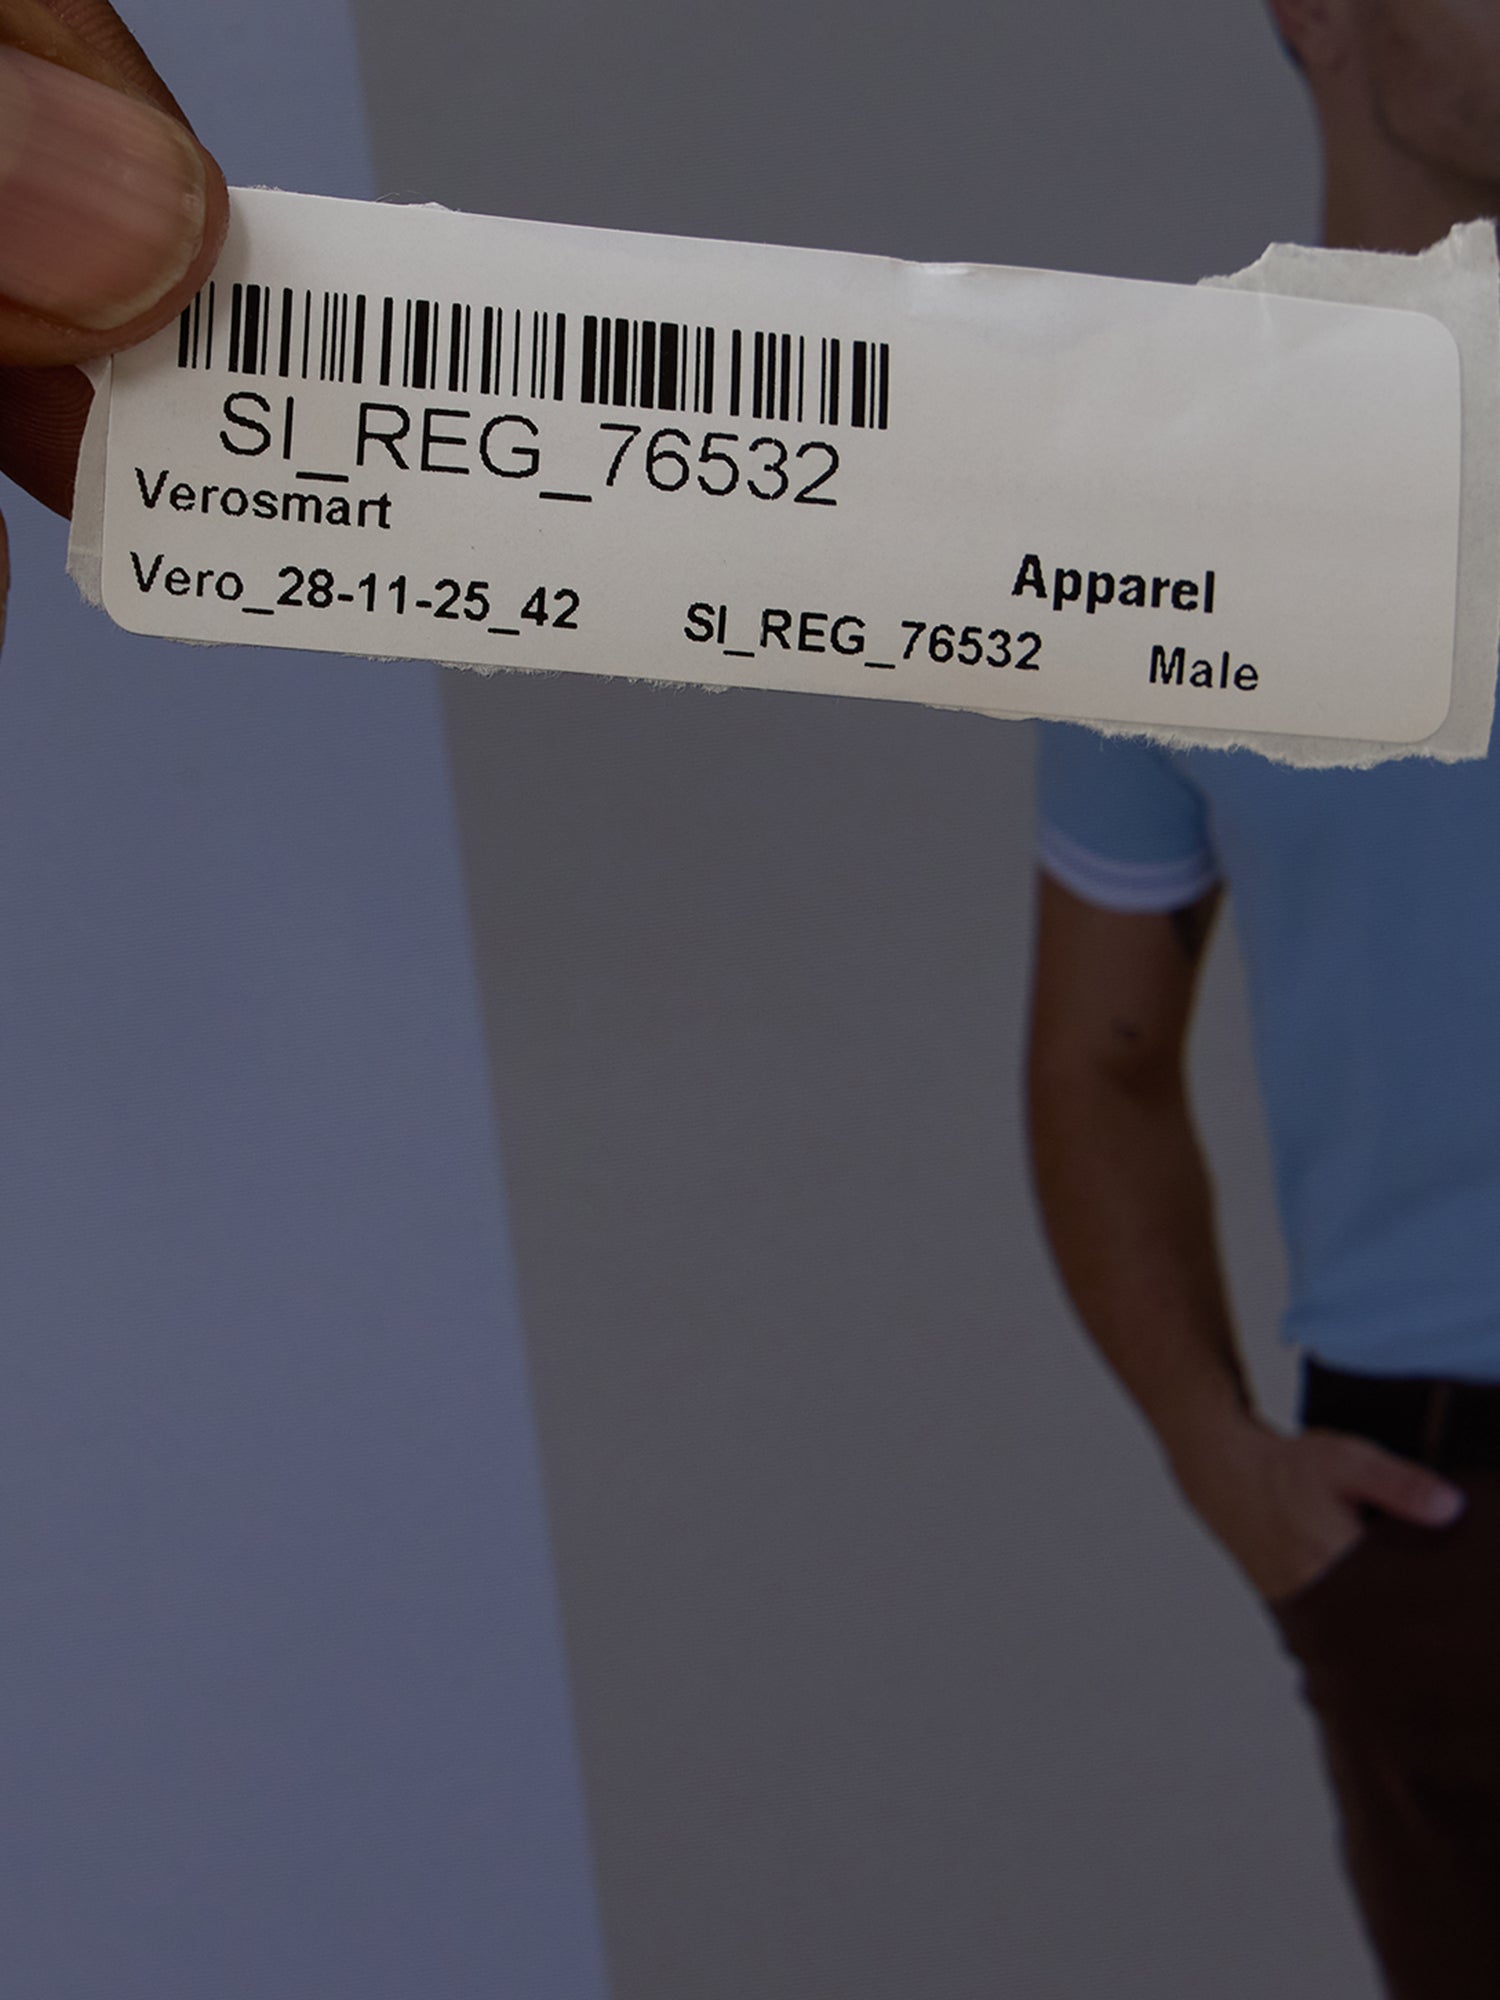 SI_REG_76532
Verosmart
Apparel
Vero_28-11-25_42 SI_REG_76532 Male